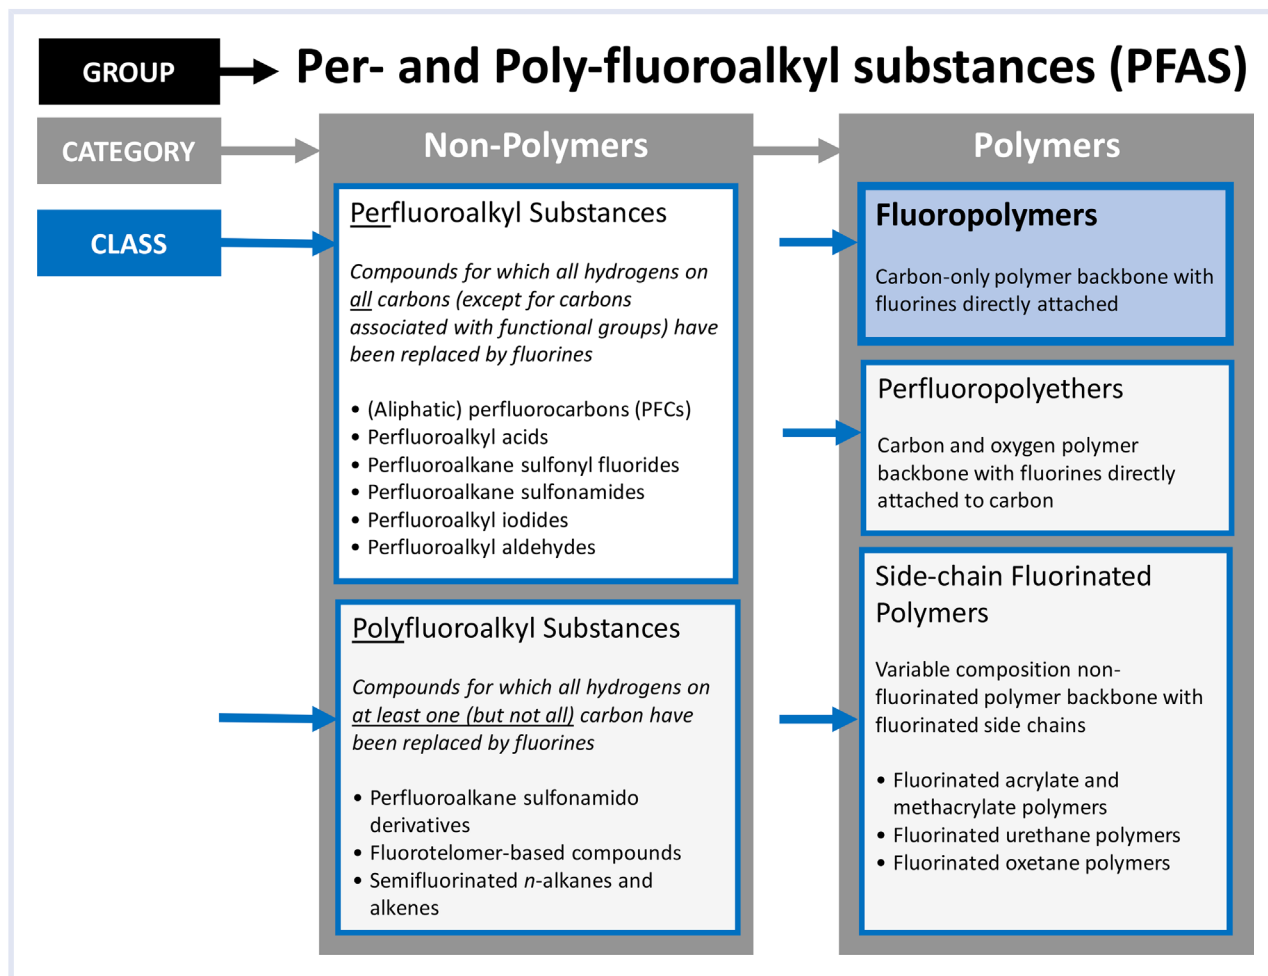 GROUP
Per- and Poly-fluoroalkyl substances (PFAS)
CATEGORY
Non-Polymers
Polymers
CLASS
Perfluoroalkyl Substances
Compounds for which all hydrogens on
all carbons (except for carbons
associated with functional groups) have
been replaced by fluorines
• (Aliphatic) perfluorocarbons (PFCs)
• Perfluoroalkyl acids
• Perfluoroalkane sulfonyl fluorides
• Perfluoroalkane sulfonamides
• Perfluoroalkyl iodides
• Perfluoroalkyl aldehydes
Polyfluoroalkyl Substances
Compounds for which all hydrogens on
at least one (but not all) carbon have
been replaced by fluorines
• Perfluoroalkane sulfonamido
derivatives
• Fluorotelomer-based compounds
• Semifluorinated n-alkanes and
alkenes
Fluoropolymers
Carbon-only polymer backbone with
fluorines directly attached
Perfluoropolyethers
Carbon and oxygen polymer
backbone with fluorines directly
attached to carbon
Side-chain Fluorinated
Polymers
Variable composition non-
fluorinated polymer backbone with
fluorinated side chains
• Fluorinated acrylate and
methacrylate polymers
• Fluorinated urethane polymers
• Fluorinated oxetane polymers